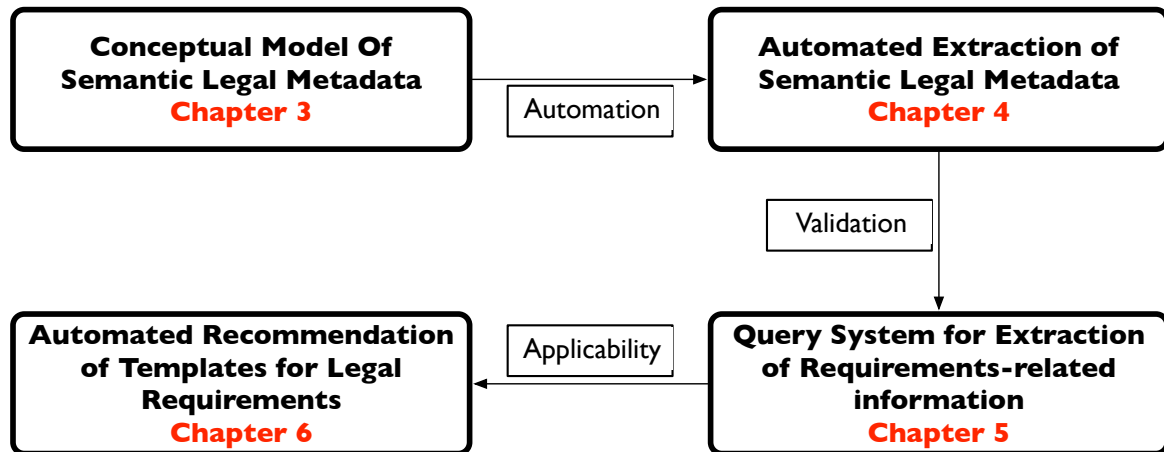 Conceptual Model Of
Semantic Legal Metadata
Chapter 3
Automation
Automated Extraction of
Semantic Legal Metadata
Chapter 4
Validation
Query System for Extraction
of Requirements-related
information
Chapter 5
Applicability
Automated Recommendation
of Templates for Legal
Requirements
Chapter 6